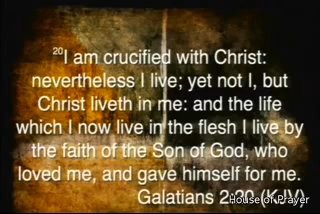 20I am crucified with Christ:
nevertheless I live; yet not I, but
Christ liveth in me: and the life
which I now live in the flesh I live by
the faith of the Son of God, who
loved me, and gave himself for me.
Galatians 2:20 (KJV)
House of Prayer